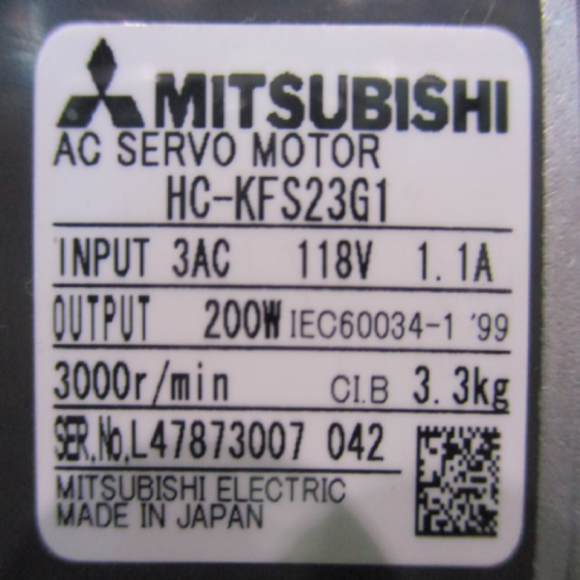 MITSUBISHI
AC SERVO MOTOR
HC-KFS23G1
INPUT 3AC 118V 1.1A
OUTPUT 200W IEC60034-1 '99
3000r/min CI.B 3.3kg
SER.No.L47873007 042
MITSUBISHI ELECTRIC
MADE IN JAPAN